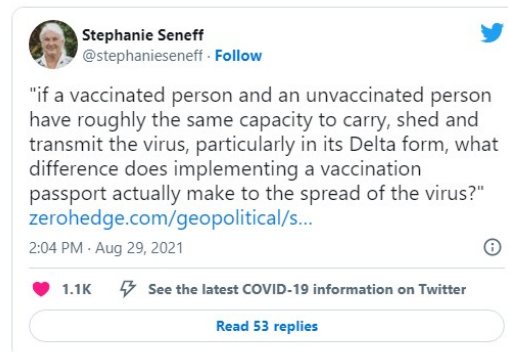 Stephanie Seneff
@stephanieseneff · Follow
"if a vaccinated person and an unvaccinated person
have roughly the same capacity to carry, shed and
transmit the virus, particularly in its Delta form, what
difference does implementing a vaccination
passport actually make to the spread of the virus?"
zerohedge.com/geopolitical/s...
2:04 PM · Aug 29, 2021
1.1K See the latest COVID-19 information on Twitter
Read 53 replies